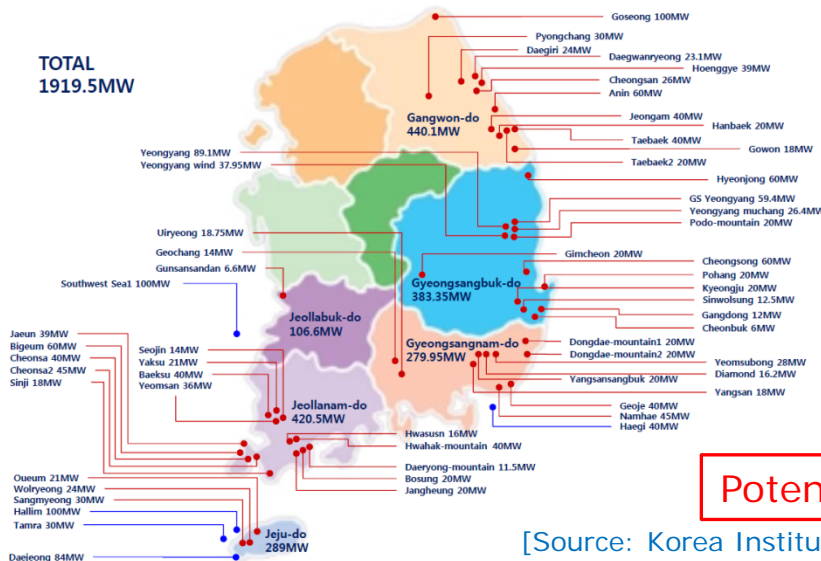 Goseong 100MW
Pyongchang 30MW
Daegiri 24MW
TOTAL
1919.5MW
Daegwanryeong 23.1MW
Hoenggye 39MW
Cheongsan 26MW
Anin 60MW
Gangwon-do
440.1MW
Jeongam 40MW
Hanbaek 20MW
Taebaek 40MW
Gowon 18MW
Taebaek2 20MW
Yeongyang 89.1MW
Yeongyang wind 37.95MW
Hyeonjong 60MW
GS Yeongyang 59.4MW
Yeongyang muchang 26.4MW
Podo-mountain 20MW
Uiryeong 18.75MW
Geochang 14MW
Gunsansandan 6.6MW
Southwest Sea1 100MW
Gimcheon 20MW
Cheongsong 60MW
Pohang 20MW
Kyeongju 20MW
Sinwolsung 12.5MW
Gangdong 12MW
Cheonbuk 6MW
Gyeongsangbuk-do
383.35MW
Jeollabuk-do
106.6MW
Gyeongsangnam-do
279.95MW
Dongdae-mountain1 20MW
Dongdae-mountain2 20MW
Yeomsubong 28MW
Diamond 16.2MW
Yangsansangbuk 20MW
Yangsan 18MW
Geoje 40MW
Namhae 45MW
Haegi 40MW
Jaeun 39MW
Bigeum 60MW
Cheonsa 40MW
Cheonsa2 45MW
Sinji 18MW
Seojin 14MW
Yaksu 21MW
Baeksu 40MW
Yeomsan 36MW
Jeollanam-do
420.5MW
Hwasusn 16MW
Hwahak-mountain 40MW
Daeryong-mountain 11.5MW
Bosung 20MW
Jangheung 20MW
Oueum 21MW
Wolryeong 24MW
Sangmyeong 30MW
Hallim 100MW
Tamra 30MW
Daejeong 84MW
Jeju-do
289MW
Poten
[Source: Korea Institu